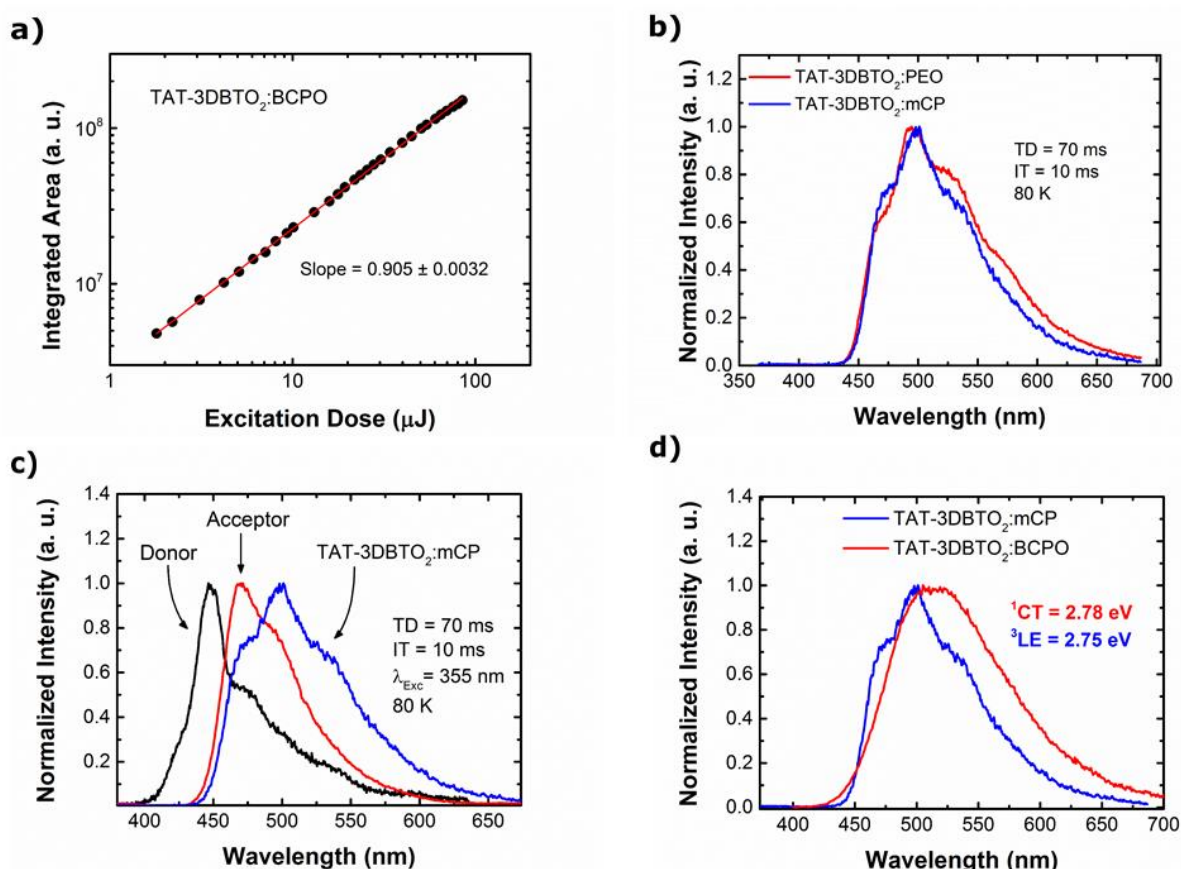 a)
TAT-3DBTO₂:BCPO
Slope = 0.905 ± 0.0032
Integrated Area (a. u.)
10⁸
10⁷
1 10 100
Excitation Dose (μJ)
b)
TAT-3DBTO₂:PEO
TAT-3DBTO₂:mCP
TD = 70 ms
IT = 10 ms
80 K
Normalized Intensity (a. u.)
1.2
1.0
0.8
0.6
0.4
0.2
0.0
350 400 450 500 550 600 650 700
Wavelength (nm)
c)
Donor
Acceptor
TAT-3DBTO₂:mCP
TD = 70 ms
IT = 10 ms
λExc= 355 nm
80 K
Normalized Intensity (a. u.)
1.4
1.2
1.0
0.8
0.6
0.4
0.2
400 450 500 550 600 650
Wavelength (nm)
d)
TAT-3DBTO₂:mCP
TAT-3DBTO₂:BCPO
¹CT = 2.78 eV
³LE = 2.75 eV
Normalized Intensity (a. u.)
1.4
1.2
1.0
0.8
0.6
0.4
0.2
0.0
400 450 500 550 600 650 700
Wavelength (nm)